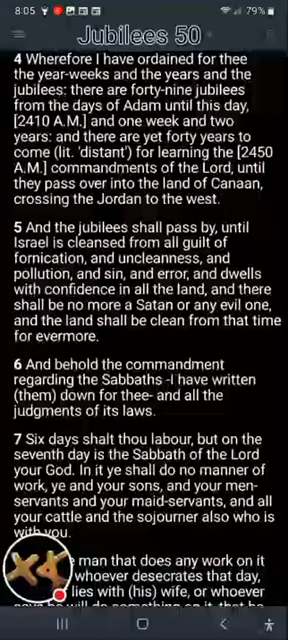 8:05
79%
Jubilees 50
4 Wherefore I have ordained for thee
the year-weeks and the years and the
jubilees: there are forty-nine jubilees
from the days of Adam until this day,
[2410 A.M.] and one week and two
years: and there are yet forty years to
come (lit. 'distant') for learning the [2450
A.M.] commandments of the Lord, until
they pass over into the land of Canaan,
crossing the Jordan to the west.
5 And the jubilees shall pass by, until
Israel is cleansed from all guilt of
fornication, and uncleanness, and
pollution, and sin, and error, and dwells
with confidence in all the land, and there
shall be no more a Satan or any evil one,
and the land shall be clean from that time
for evermore.
6 And behold the commandment
regarding the Sabbaths -I have written
(them) down for thee- and all the
judgments of its laws.
7 Six days shalt thou labour, but on the
seventh day is the Sabbath of the Lord
your God. In it ye shall do no manner of
work, ye and your sons, and your men-
servants and your maid-servants, and all
your cattle and the sojourner also who is
with you.
man that does any work on it
whoever desecrates that day,
lies with (his) wife, or whoever
will do something on it, that he